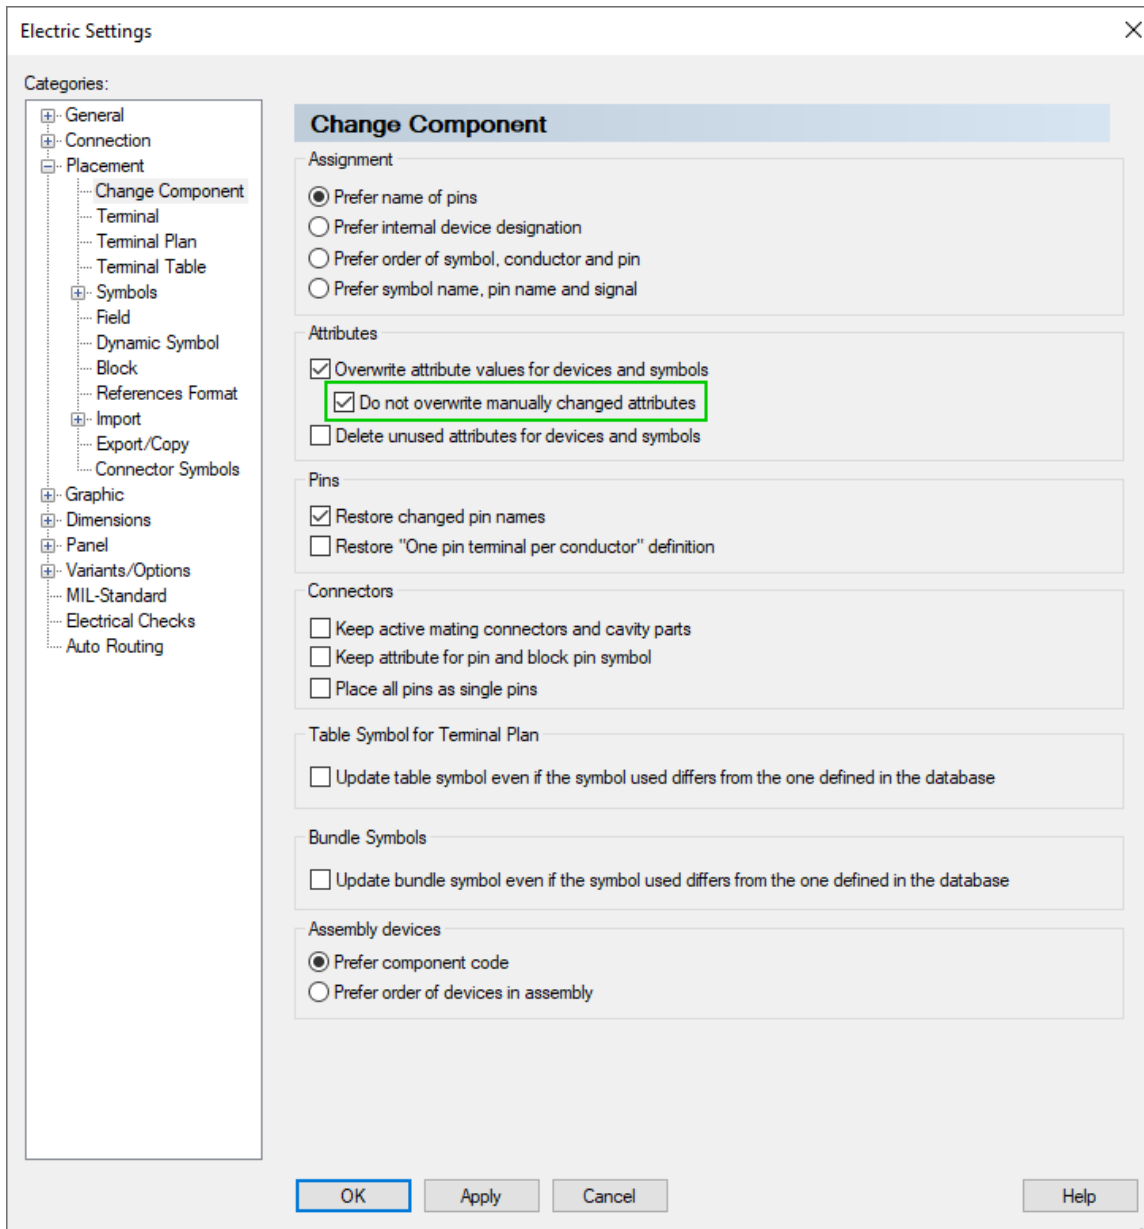 Electric Settings
Categories:
General
Connection
Placement
Change Component
Terminal
Terminal Plan
Terminal Table
Symbols
Field
Dynamic Symbol
Block
References Format
Import
Export/Copy
Connector Symbols
Graphic
Dimensions
Panel
Variants/Options
MIL-Standard
Electrical Checks
Auto Routing
Change Component
Assignment
Prefer name of pins
Prefer internal device designation
Prefer order of symbol, conductor and pin
Prefer symbol name, pin name and signal
Attributes
Overwrite attribute values for devices and symbols
Do not overwrite manually changed attributes
Delete unused attributes for devices and symbols
Pins
Restore changed pin names
Restore "One pin terminal per conductor" definition
Connectors
Keep active mating connectors and cavity parts
Keep attribute for pin and block pin symbol
Place all pins as single pins
Table Symbol for Terminal Plan
Update table symbol even if the symbol used differs from the one defined in the database
Bundle Symbols
Update bundle symbol even if the symbol used differs from the one defined in the database
Assembly devices
Prefer component code
Prefer order of devices in assembly
OK
Apply
Cancel
Help